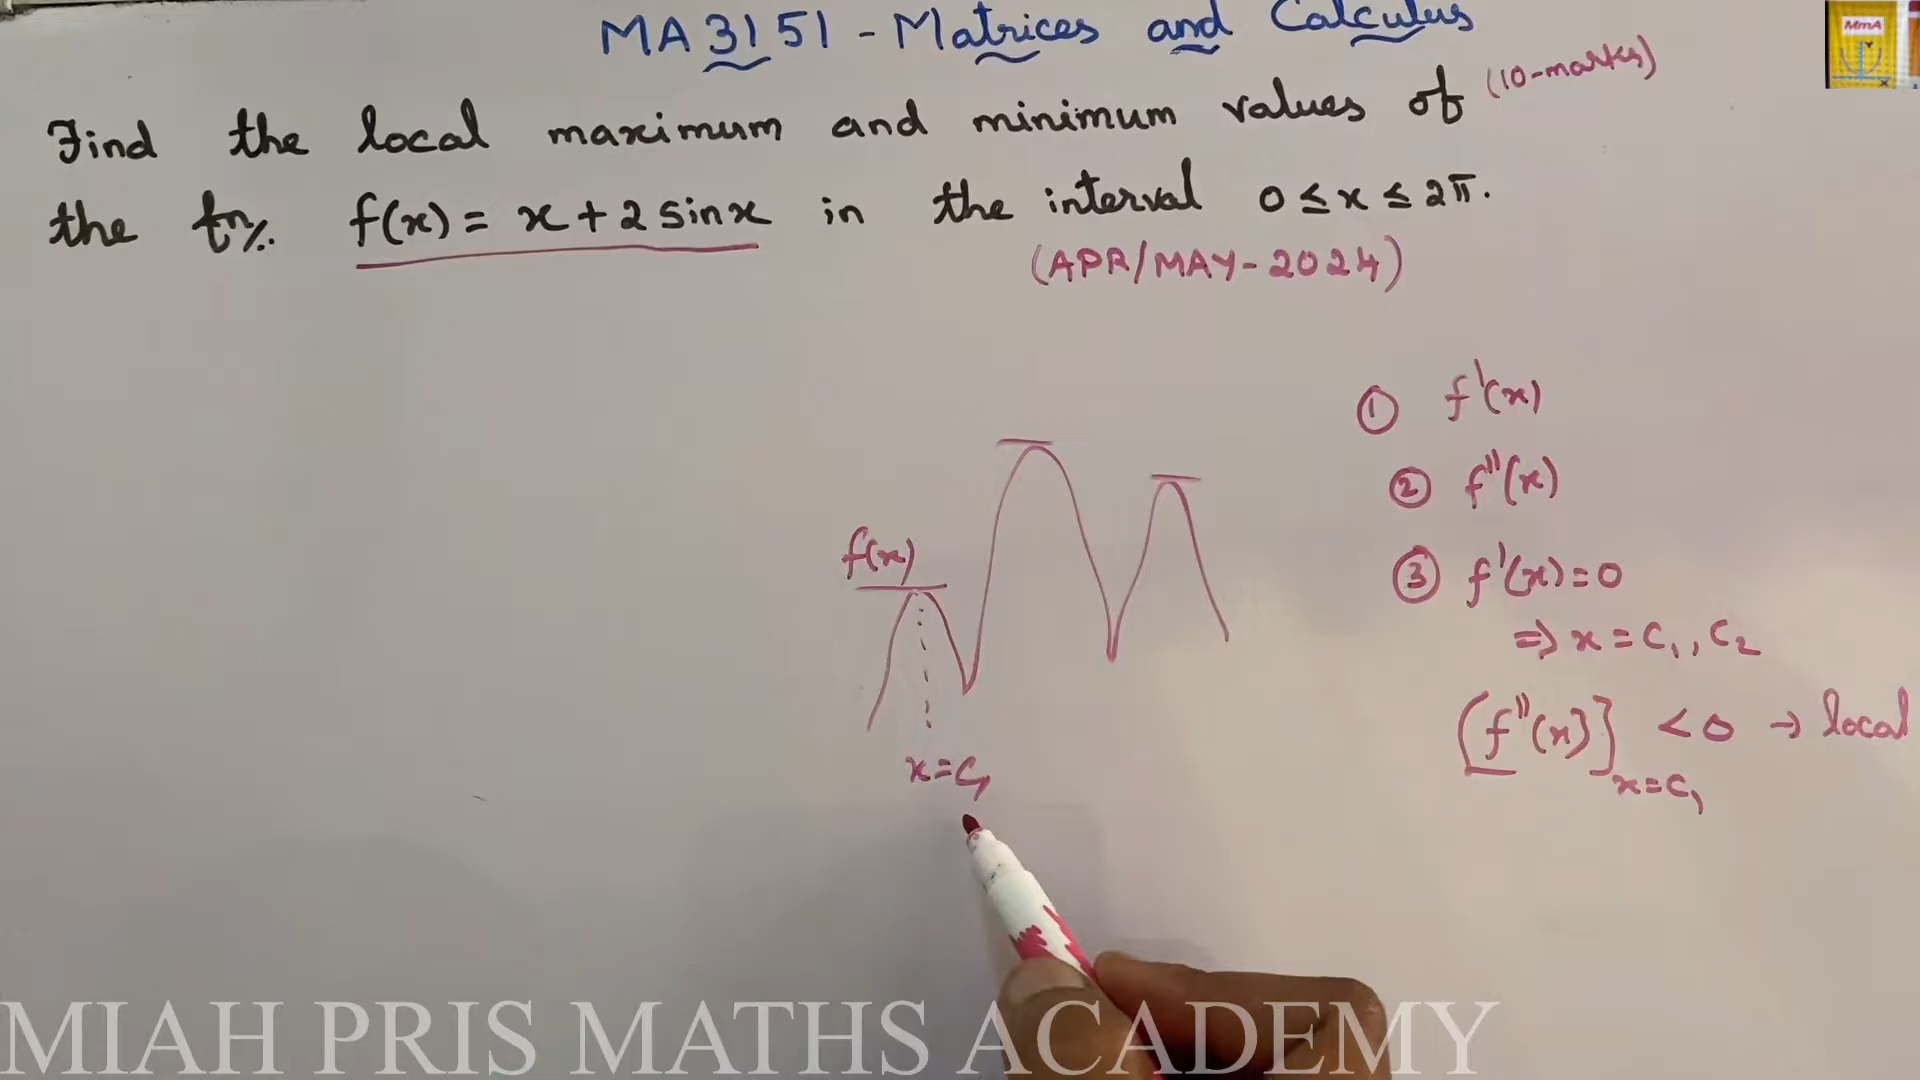 MA3151 - Matrices and Calculus
Find the local maximum and minimum values of (10-marks)
the fn/. f(x) = x + 2 sinx in the interval 0 ≤ x ≤ 2π.
(APR/MAY-2024)
① f'(x)
② f''(x)
③ f'(x) = 0
⇒ x = C₁, C₂
[f''(x)]ₓ₌C₁ < 0 → local
f(x)
x = C₁
MIAH PRIS MATHS ACADEMY
MmA
Y
X